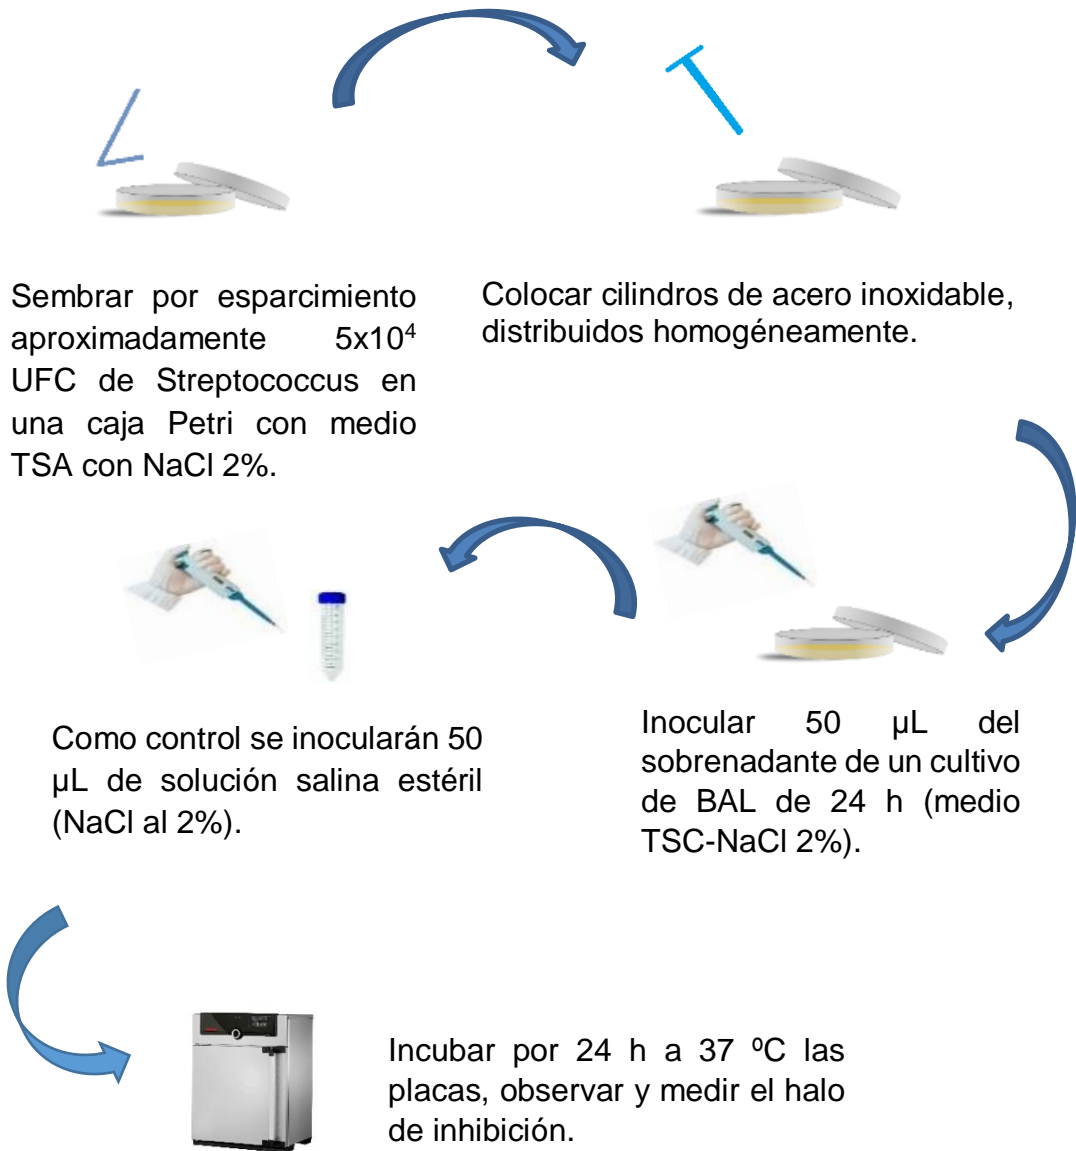 Sembrar por esparcimiento
aproximadamente 5x10⁴
UFC de Streptococcus en
una caja Petri con medio
TSA con NaCl 2%.
Colocar cilindros de acero inoxidable,
distribuidos homogéneamente.
Inocular 50 µL del
sobrenadante de un cultivo
de BAL de 24 h (medio
TSC-NaCl 2%).
Como control se inocularán 50
µL de solución salina estéril
(NaCl al 2%).
Incubar por 24 h a 37 ºC las
placas, observar y medir el halo
de inhibición.